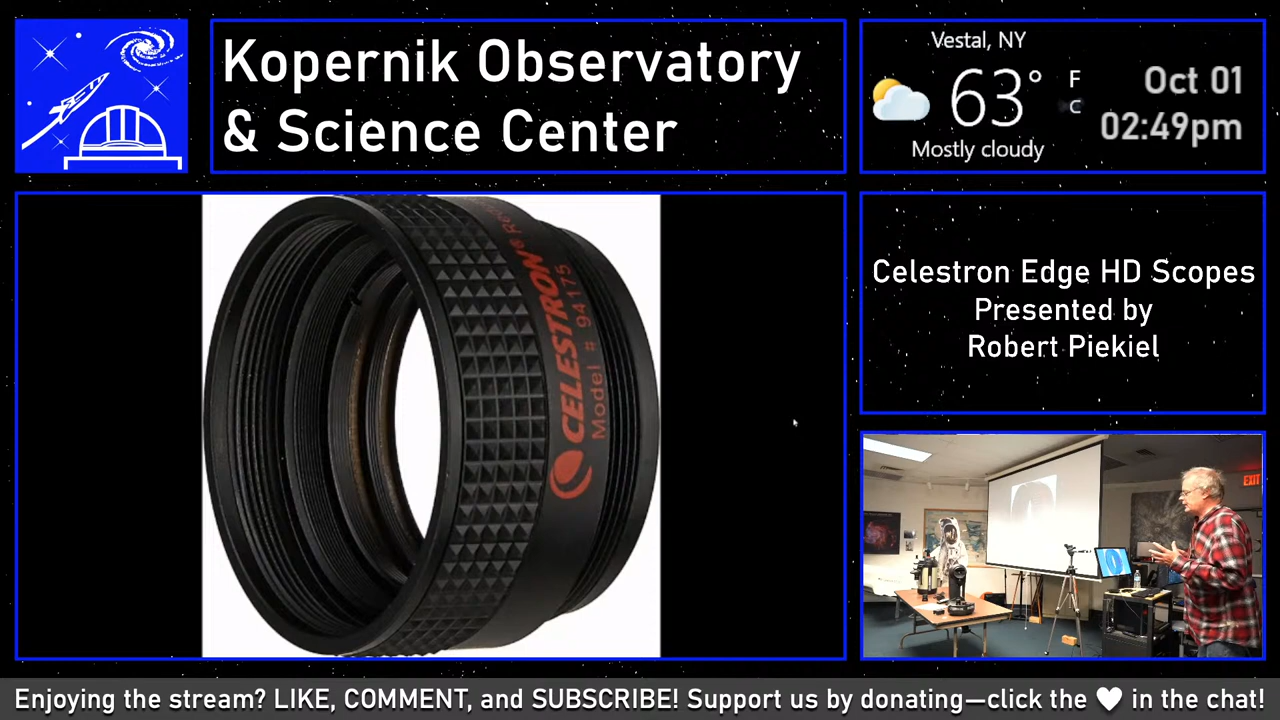 Kopernik Observatory
& Science Center
Vestal, NY
63° F
C
Mostly cloudy
Oct 01
02:49pm
CELESTRON®
Model # 94175
Celestron Edge HD Scopes
Presented by
Robert Piekiel
EXIT
Enjoying the stream? LIKE, COMMENT, and SUBSCRIBE! Support us by donating—click the ♥ in the chat!